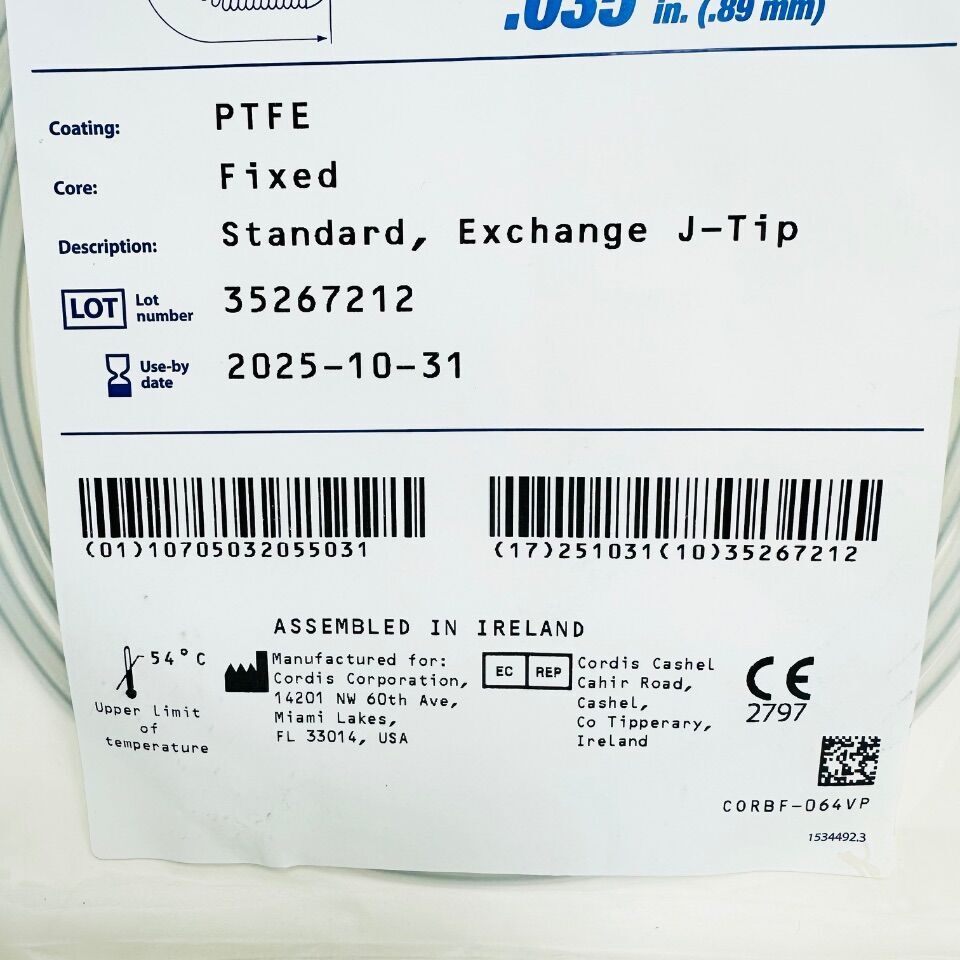 .035 in. (.89 mm)
Coating: PTFE
Core: Fixed
Description: Standard, Exchange J-Tip
LOT Lot number 35267212
Use-by date 2025-10-31
(01)10705032055031
(17)251031(10)35267212
ASSEMBLED IN IRELAND
54°C
Upper limit
of
temperature
Manufactured for:
Cordis Corporation,
14201 NW 60th Ave,
Miami Lakes,
FL 33014, USA
EC REP
Cordis Cashel
Cahir Road,
Cashel,
Co Tipperary,
Ireland
CE
2797
CORBF-064VP
1534492.3